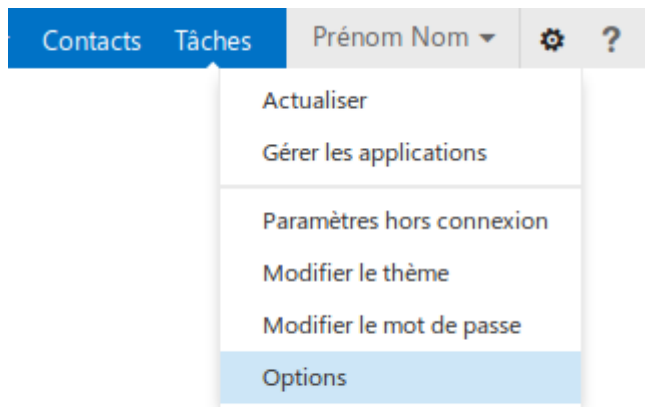 Contacts Tâches Prénom Nom ?
Actualiser
Gérer les applications
Paramètres hors connexion
Modifier le thème
Modifier le mot de passe
Options